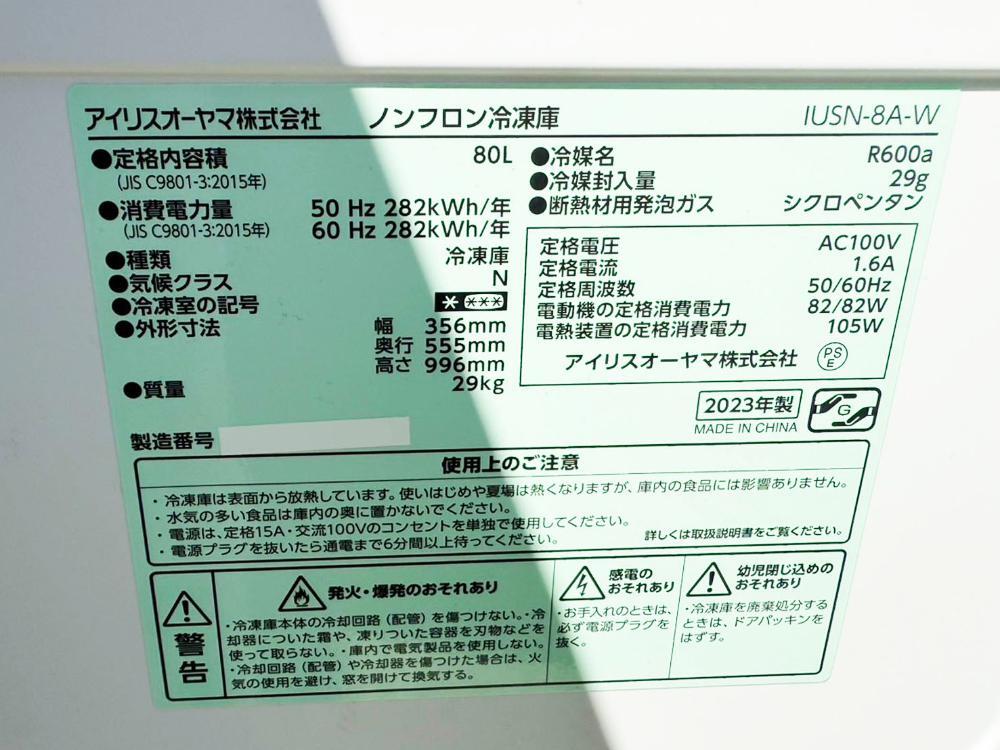 アイリスオーヤマ株式会社 ノンフロン冷凍庫 IUSN-8A-W
●定格内容積 80L
(JIS C9801-3:2015年)
●消費電力量 50 Hz 282kWh/年
(JIS C9801-3:2015年) 60 Hz 282kWh/年
●種類 冷凍庫
●気候クラス N
●冷凍室の記号 * ***
●外形寸法 幅 356mm
奥行 555mm
高さ 996mm
●質量 29kg
製造番号
●冷媒名 R600a
●冷媒封入量 29g
●断熱材用発泡ガス シクロペンタン
定格電圧 AC100V
定格電流 1.6A
定格周波数 50/60Hz
電動機の定格消費電力 82/82W
電熱装置の定格消費電力 105W
アイリスオーヤマ株式会社 PSE
2023年製
MADE IN CHINA
G
使用上のご注意
・冷凍庫は表面から放熱しています。使いはじめや夏場は熱くなりますが、庫内の食品には影響ありません。
・水気の多い食品は庫内の奥に置かないでください。
・電源は、定格15A・交流100Vのコンセントを単独で使用してください。
・電源プラグを抜いたら通電まで6分間以上待ってください。
詳しくは取扱説明書をご覧ください。
警告
発火・爆発のおそれあり
・冷凍庫本体の冷却回路（配管）を傷つけない。・冷
却器についた霜や、凍りついた容器を刃物などを
使って取らない。・庫内で電気製品を使用しない。
・冷却回路（配管）や冷却器を傷つけた場合は、火
気の使用を避け、窓を開けて換気する。
感電の
おそれあり
・お手入れのときは、
必ず電源プラグを
抜く。
幼児閉じ込めの
おそれあり
・冷凍庫を廃棄処分する
ときは、ドアパッキンを
はずす。